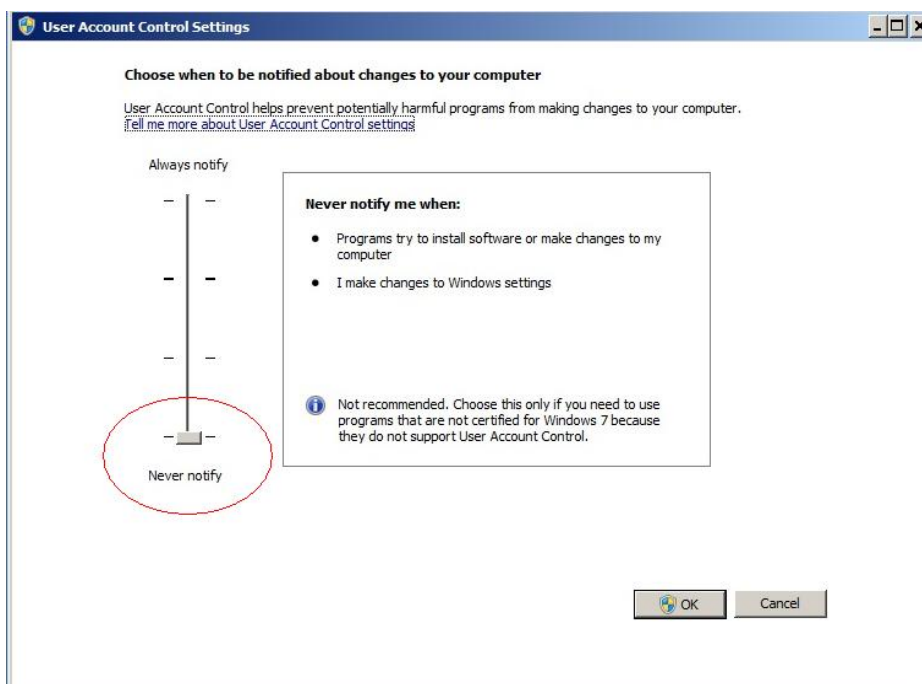 User Account Control Settings
Choose when to be notified about changes to your computer
User Account Control helps prevent potentially harmful programs from making changes to your computer.
Tell me more about User Account Control settings
Always notify
Never notify me when:
Programs try to install software or make changes to my
computer
I make changes to Windows settings
Not recommended. Choose this only if you need to use
programs that are not certified for Windows 7 because
they do not support User Account Control.
Never notify
OK
Cancel